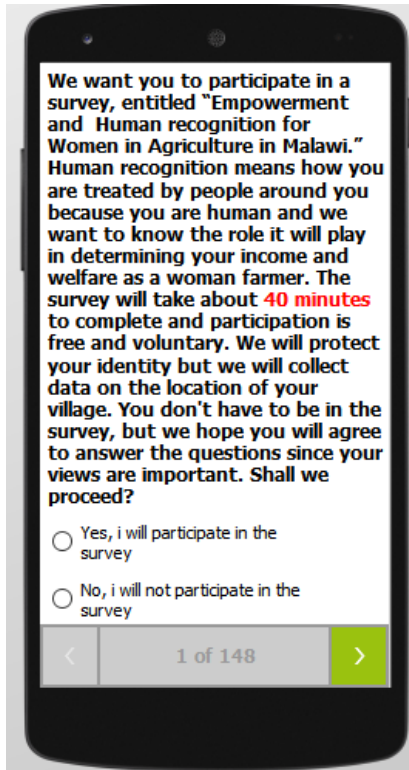 We want you to participate in a
survey, entitled “Empowerment
and  Human recognition for
Women in Agriculture in Malawi.”
Human recognition means how you
are treated by people around you
because you are human and we
want to know the role it will play
in determining your income and
welfare as a woman farmer. The
survey will take about 40 minutes
to complete and participation is
free and voluntary. We will protect
your identity but we will collect
data on the location of your
village. You don't have to be in the
survey, but we hope you will agree
to answer the questions since your
views are important. Shall we
proceed?
Yes, i will participate in the
survey
No, i will not participate in the
survey
1 of 148